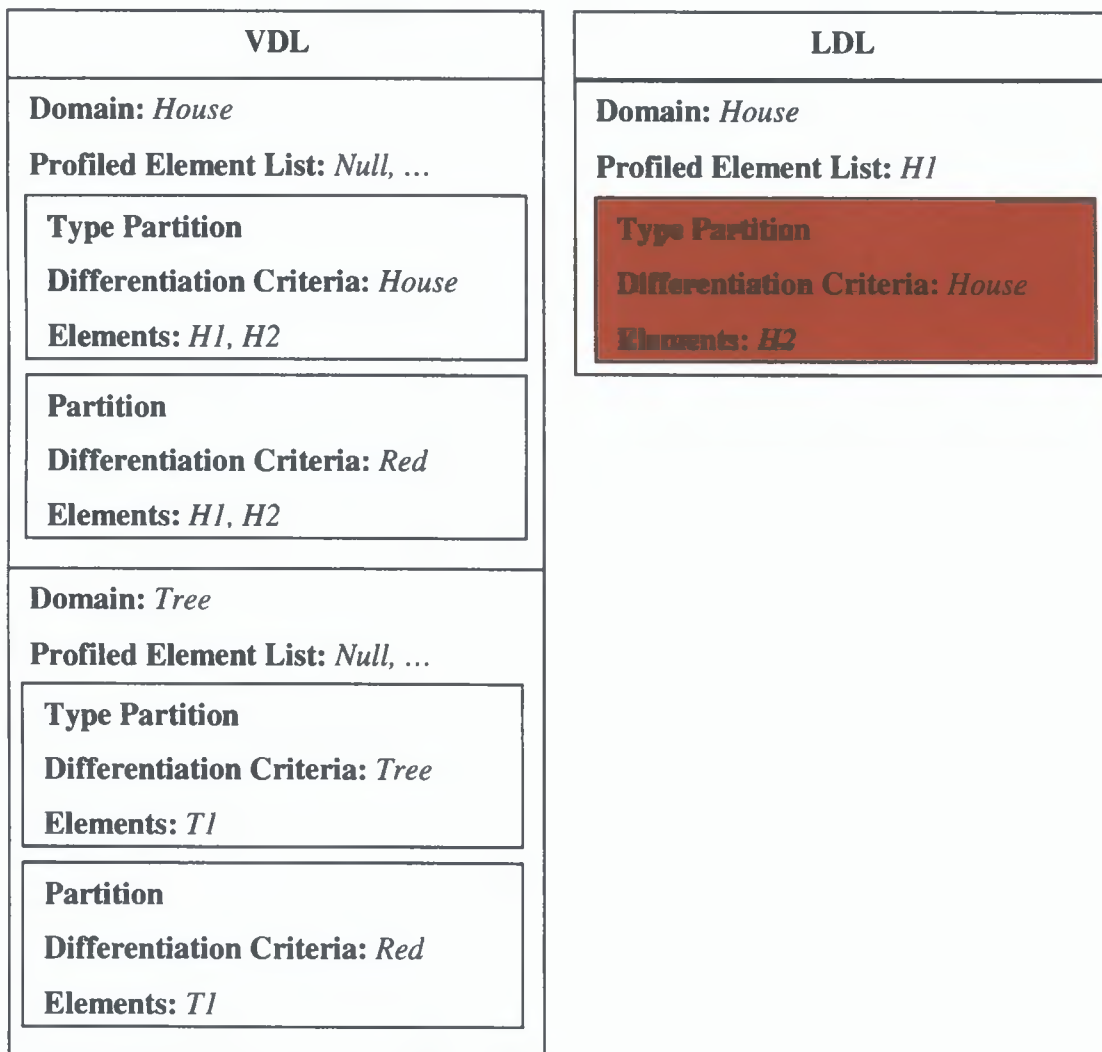 VDL
Domain: House
Profiled Element List: Null, ...
Type Partition
Differentiation Criteria: House
Elements: H1, H2
Partition
Differentiation Criteria: Red
Elements: H1, H2
Domain: Tree
Profiled Element List: Null, ...
Type Partition
Differentiation Criteria: Tree
Elements: T1
Partition
Differentiation Criteria: Red
Elements: T1
LDL
Domain: House
Profiled Element List: H1
Type Partition
Differentiation Criteria: House
Elements: H2